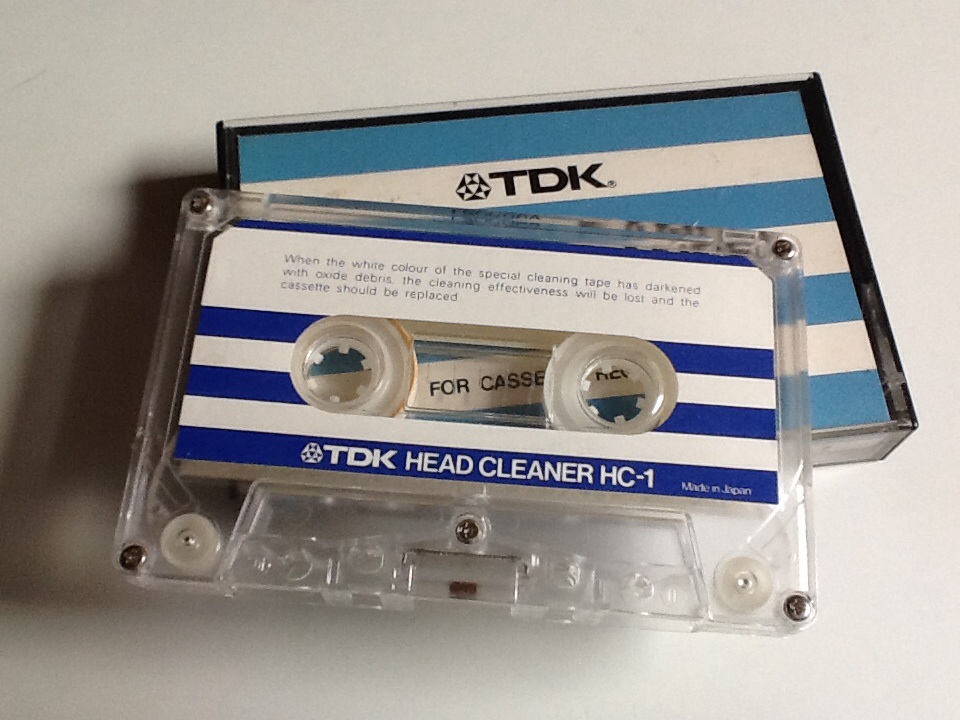 TDK®
When the white colour of the special cleaning tape has darkened
with oxide debris, the cleaning effectiveness will be lost and the
cassette should be replaced
FOR CASSE
TDK HEAD CLEANER HC-1
Made in Japan